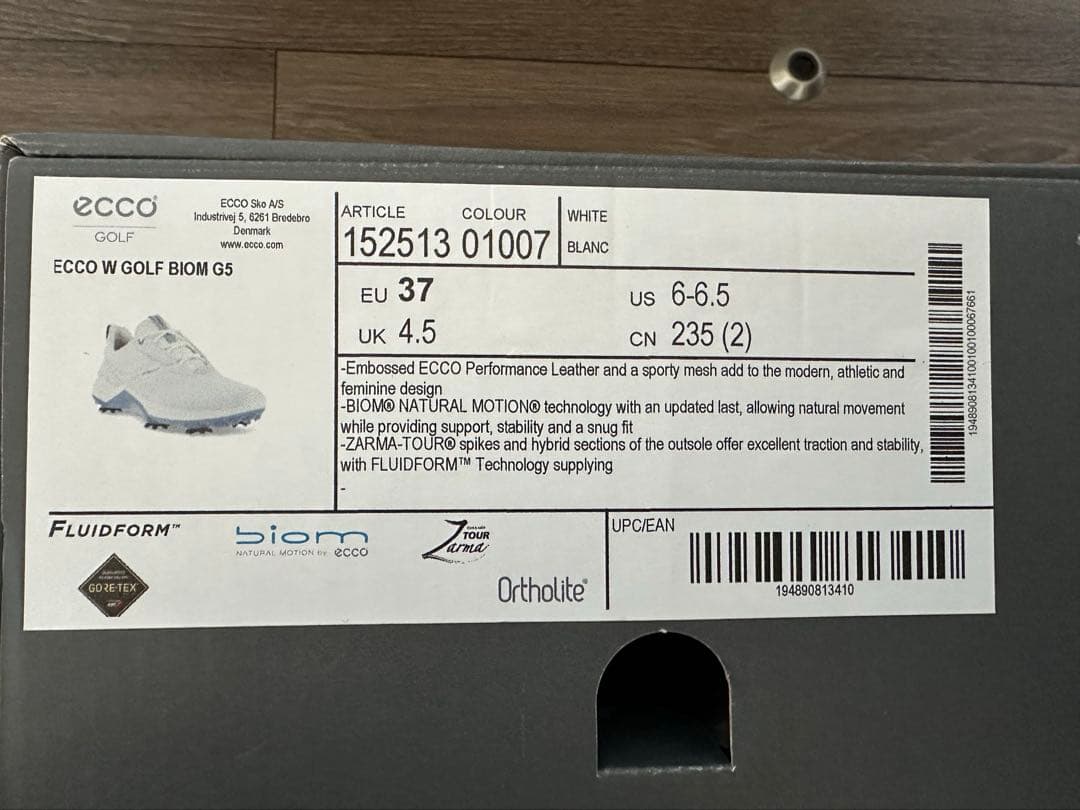 ecco
GOLF
ECCO Sko A/S
Industrivej 5, 6261 Bredebro
Denmark
www.ecco.com
ECCO W GOLF BIOM G5
ARTICLE COLOUR
152513 01007
WHITE
BLANC
EU 37
US 6-6.5
UK 4.5
CN 235 (2)
-Embossed ECCO Performance Leather and a sporty mesh add to the modern, athletic and
feminine design
-BIOM® NATURAL MOTION® technology with an updated last, allowing natural movement
while providing support, stability and a snug fit
-ZARMA-TOUR® spikes and hybrid sections of the outsole offer excellent traction and stability,
with FLUIDFORM™ Technology supplying
-
1948908134100100100067661
FLUIDFORM™
biom
NATURAL MOTION BY ecco
TOUR
Zarma
GORE-TEX
Ortholite®
UPC/EAN
194890813410